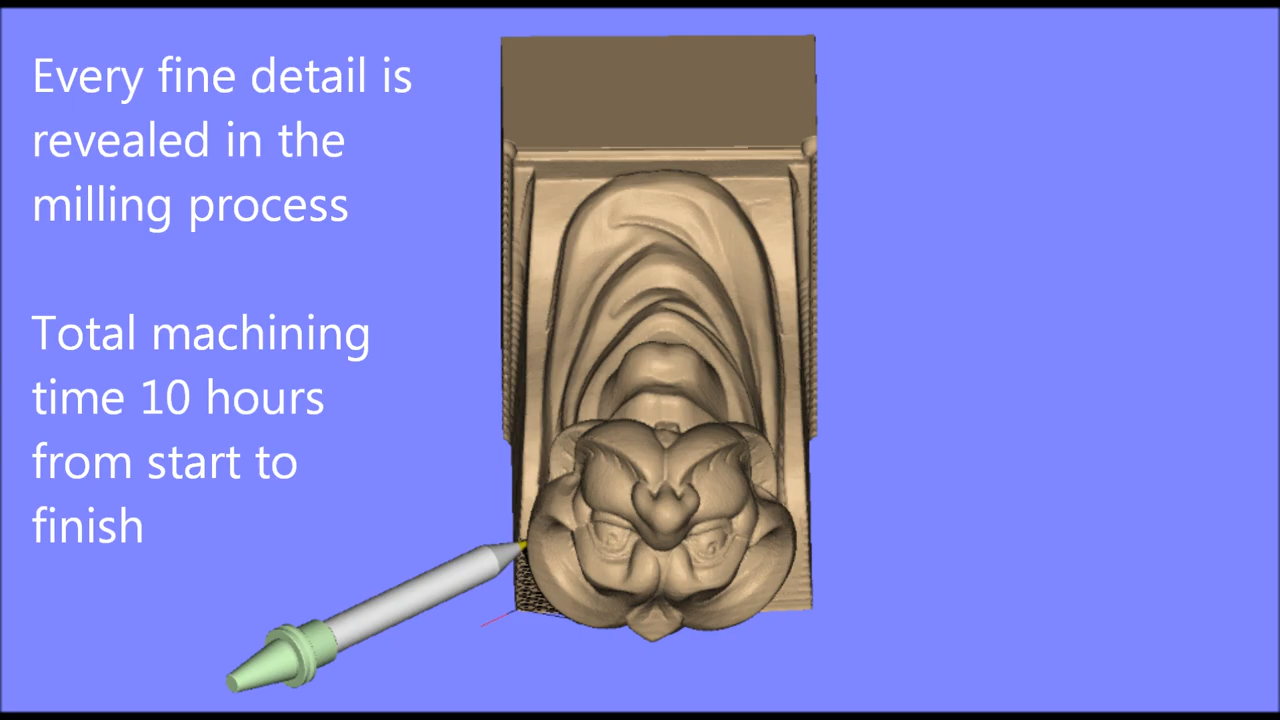 Every fine detail is
revealed in the
milling process
Total machining
time 10 hours
from start to
finish